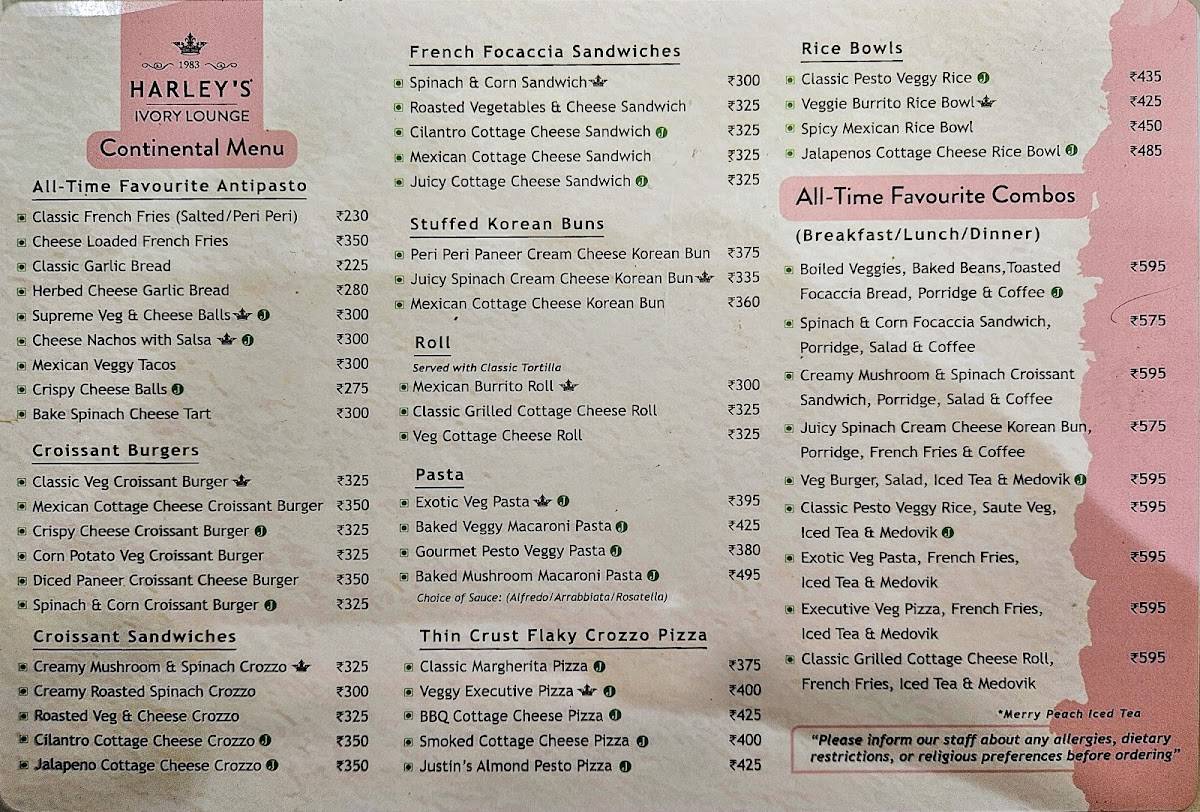 1983
HARLEY'S
IVORY LOUNGE
Continental Menu
All-Time Favourite Antipasto
Classic French Fries (Salted/Peri Peri) ₹230
Cheese Loaded French Fries ₹350
Classic Garlic Bread ₹225
Herbed Cheese Garlic Bread ₹280
Supreme Veg & Cheese Balls J ₹300
Cheese Nachos with Salsa J ₹300
Mexican Veggy Tacos ₹300
Crispy Cheese Balls J ₹275
Bake Spinach Cheese Tart ₹300
Croissant Burgers
Classic Veg Croissant Burger ₹325
Mexican Cottage Cheese Croissant Burger ₹350
Crispy Cheese Croissant Burger J ₹325
Corn Potato Veg Croissant Burger ₹325
Diced Paneer Croissant Cheese Burger ₹350
Spinach & Corn Croissant Burger J ₹325
Croissant Sandwiches
Creamy Mushroom & Spinach Crozzo ₹325
Creamy Roasted Spinach Crozzo ₹300
Roasted Veg & Cheese Crozzo ₹325
Cilantro Cottage Cheese Crozzo J ₹350
Jalapeno Cottage Cheese Crozzo J ₹350
French Focaccia Sandwiches
Spinach & Corn Sandwich ₹300
Roasted Vegetables & Cheese Sandwich ₹325
Cilantro Cottage Cheese Sandwich J ₹325
Mexican Cottage Cheese Sandwich ₹325
Juicy Cottage Cheese Sandwich J ₹325
Stuffed Korean Buns
Peri Peri Paneer Cream Cheese Korean Bun ₹375
Juicy Spinach Cream Cheese Korean Bun ₹335
Mexican Cottage Cheese Korean Bun ₹360
Roll
Served with Classic Tortilla
Mexican Burrito Roll ₹300
Classic Grilled Cottage Cheese Roll ₹325
Veg Cottage Cheese Roll ₹325
Pasta
Exotic Veg Pasta J ₹395
Baked Veggy Macaroni Pasta J ₹425
Gourmet Pesto Veggy Pasta J ₹380
Baked Mushroom Macaroni Pasta J ₹495
Choice of Sauce: (Alfredo/Arrabbiata/Rosatella)
Thin Crust Flaky Crozzo Pizza
Classic Margherita Pizza J ₹375
Veggy Executive Pizza J ₹400
BBQ Cottage Cheese Pizza J ₹425
Smoked Cottage Cheese Pizza J ₹400
Justin's Almond Pesto Pizza J ₹425
Rice Bowls
Classic Pesto Veggy Rice J ₹435
Veggie Burrito Rice Bowl ₹425
Spicy Mexican Rice Bowl ₹450
Jalapenos Cottage Cheese Rice Bowl J ₹485
All-Time Favourite Combos
(Breakfast/Lunch/Dinner)
Boiled Veggies, Baked Beans,Toasted ₹595
Focaccia Bread, Porridge & Coffee J
Spinach & Corn Focaccia Sandwich, ₹575
Porridge, Salad & Coffee
Creamy Mushroom & Spinach Croissant ₹595
Sandwich, Porridge, Salad & Coffee
Juicy Spinach Cream Cheese Korean Bun, ₹575
Porridge, French Fries & Coffee
Veg Burger, Salad, Iced Tea & Medovik J ₹595
Classic Pesto Veggy Rice, Saute Veg, ₹595
Iced Tea & Medovik J
Exotic Veg Pasta, French Fries, ₹595
Iced Tea & Medovik
Executive Veg Pizza, French Fries, ₹595
Iced Tea & Medovik
Classic Grilled Cottage Cheese Roll, ₹595
French Fries, Iced Tea & Medovik
*Merry Peach Iced Tea
"Please inform our staff about any allergies, dietary
restrictions, or religious preferences before ordering"